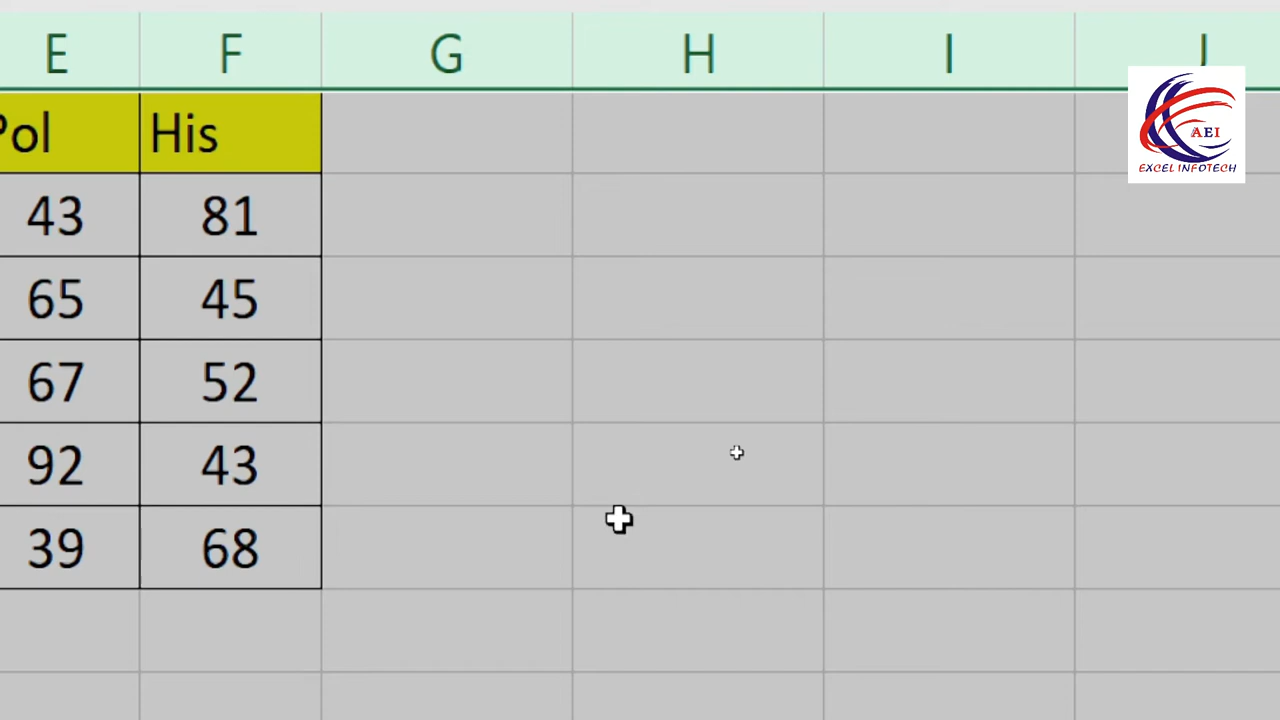 E F G H I J
Pol His
43 81
65 45
67 52
92 43
39 68
AEI
EXCEL INFOTECH